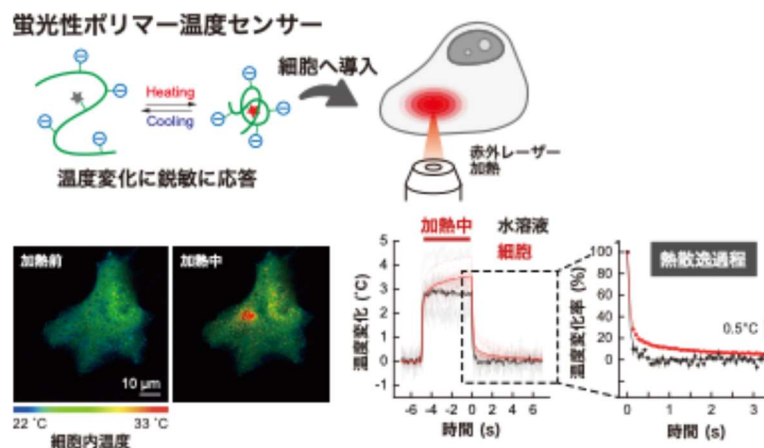 蛍光性ポリマー温度センサー
Heating
Cooling
細胞へ導入
温度変化に鋭敏に応答
赤外レーザー
加熱
加熱前
加熱中
10 μm
22 ˚C
33 ˚C
細胞内温度
加熱中
水溶液
細胞
温度変化 (˚C)
5
4
3
2
1
0
-1
-6 -4 -2 0 2 4 6
時間 (s)
熱散逸過程
温度変化率 (%)
100
80
60
40
20
0
0.5°C
0 1 2 3
時間 (s)